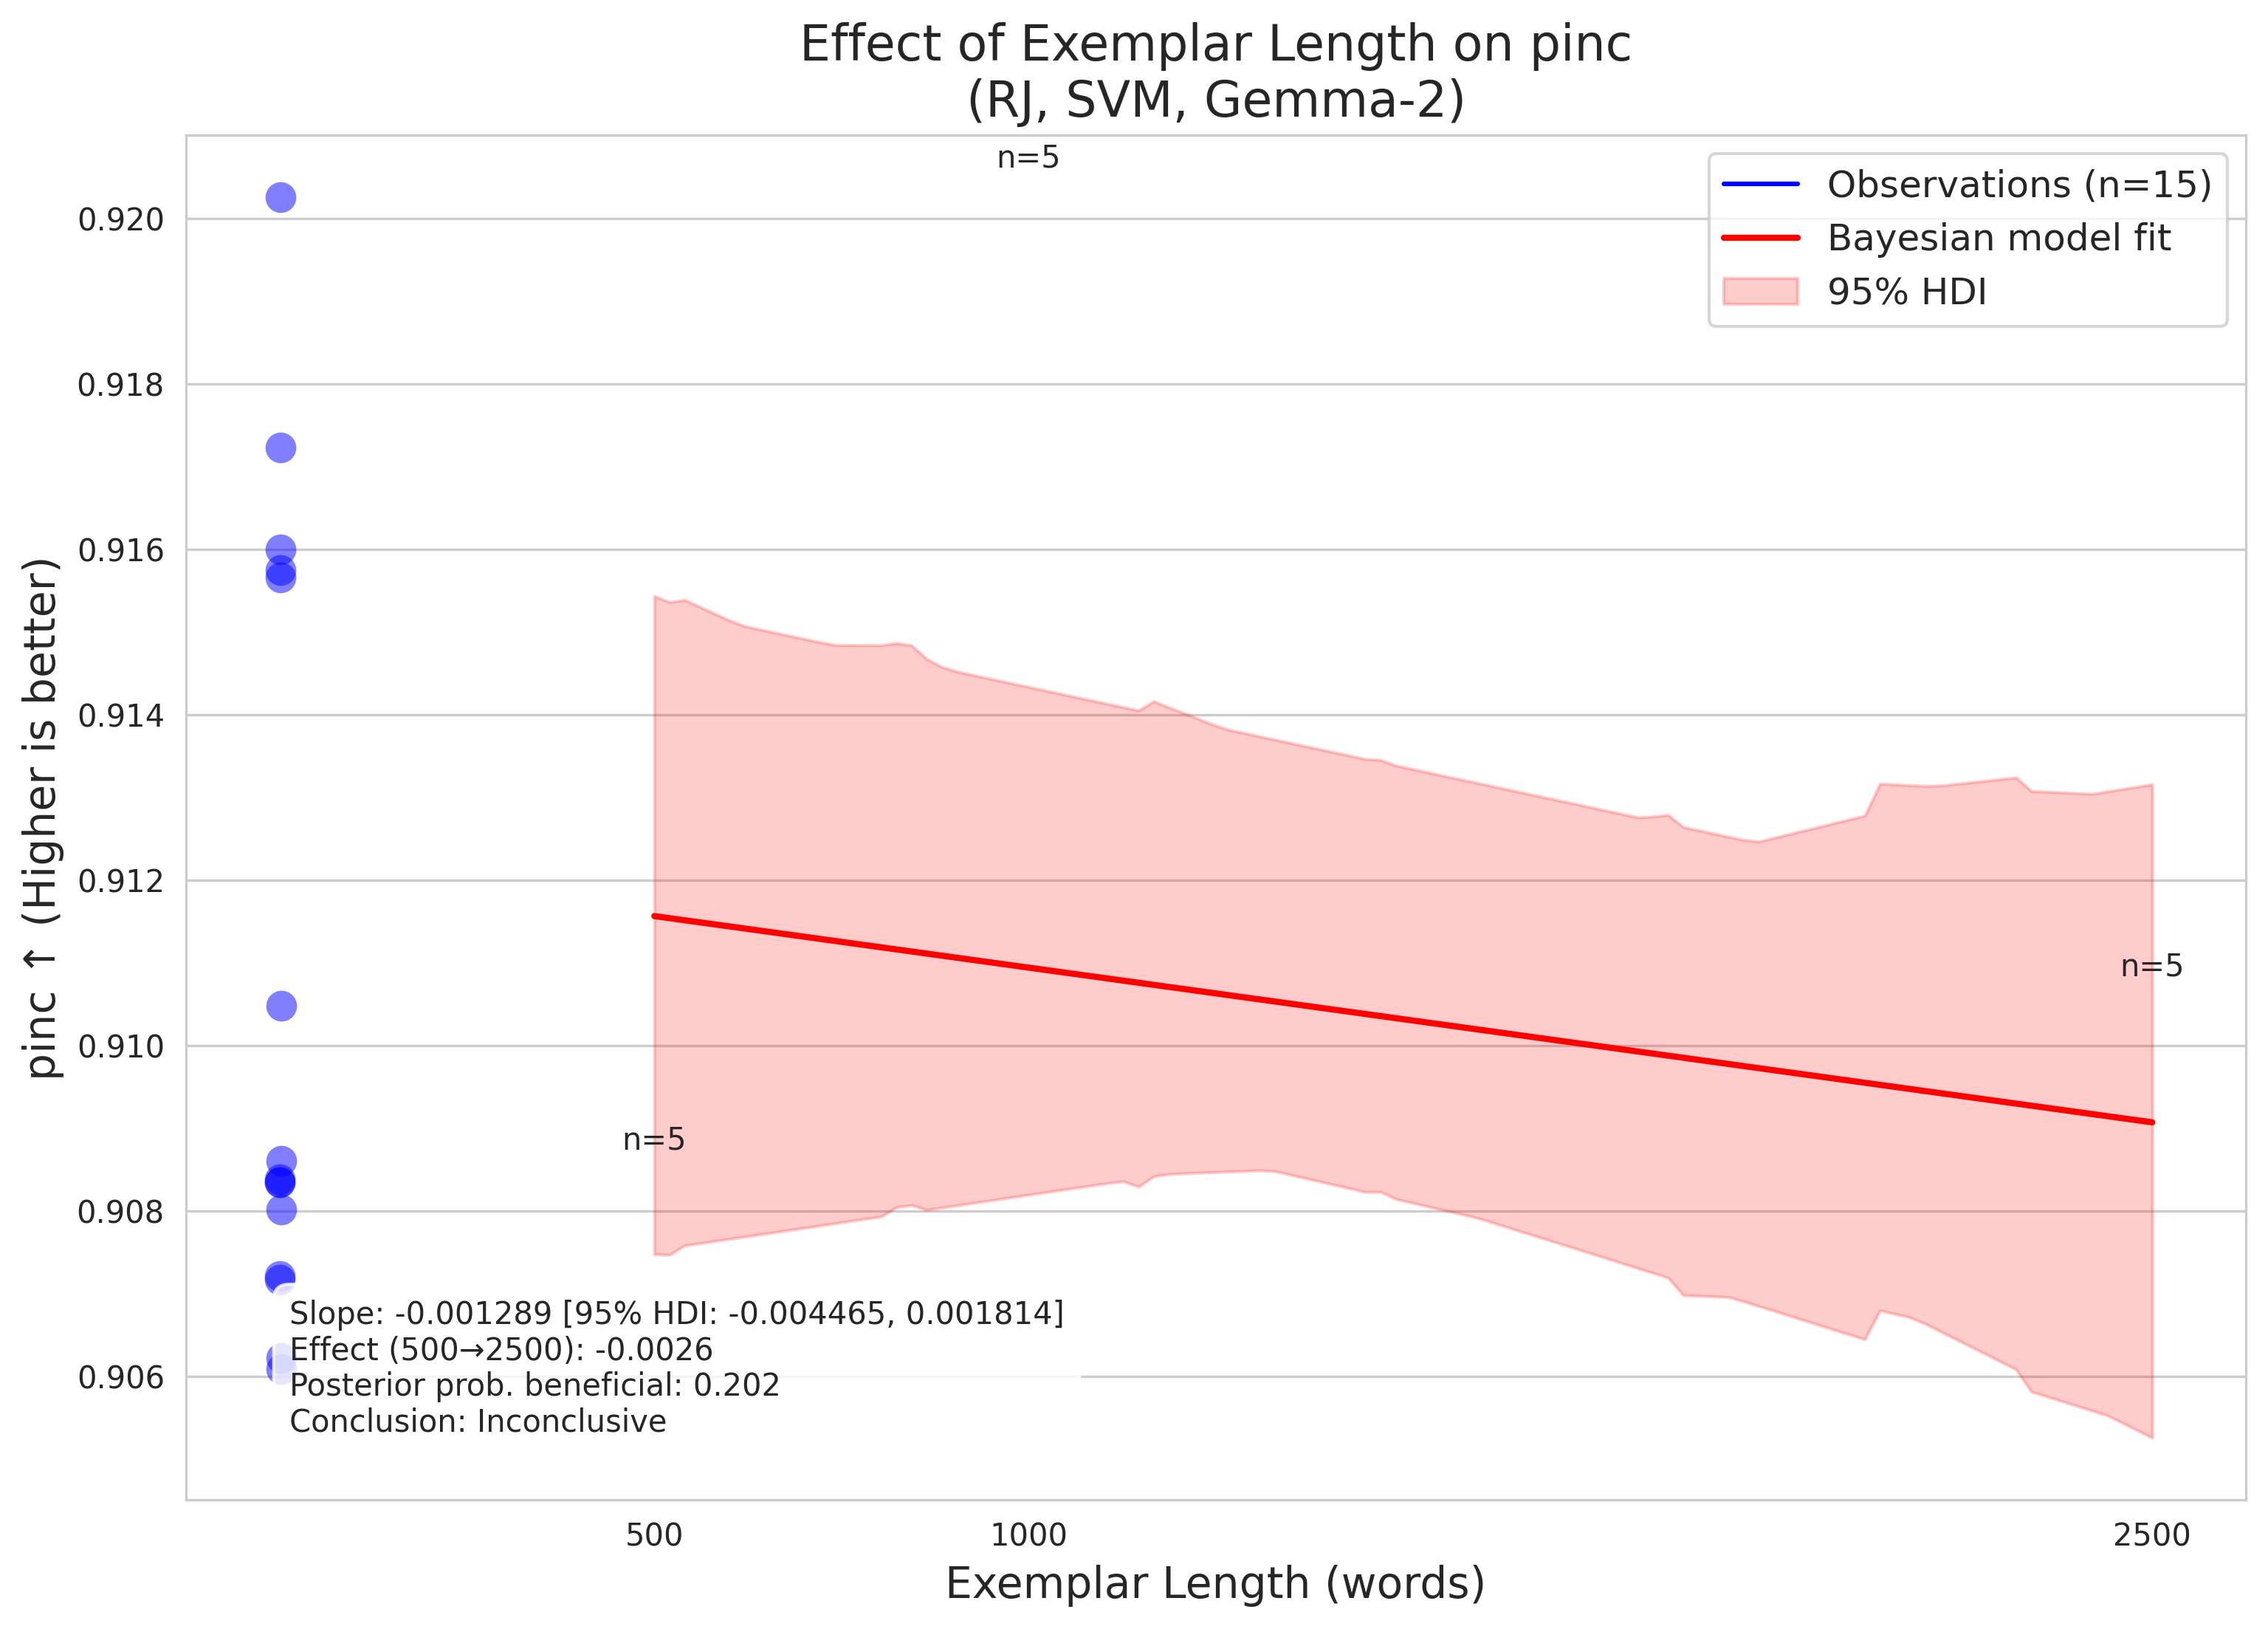 Effect of Exemplar Length on pinc
(RJ, SVM, Gemma-2)
n=5
Observations (n=15)
Bayesian model fit
95% HDI
0.920
0.918
0.916
0.914
0.912
0.910
0.908
0.906
pinc ↑ (Higher is better)
n=5
n=5
Slope: -0.001289 [95% HDI: -0.004465, 0.001814]
Effect (500→2500): -0.0026
Posterior prob. beneficial: 0.202
Conclusion: Inconclusive
500
1000
2500
Exemplar Length (words)